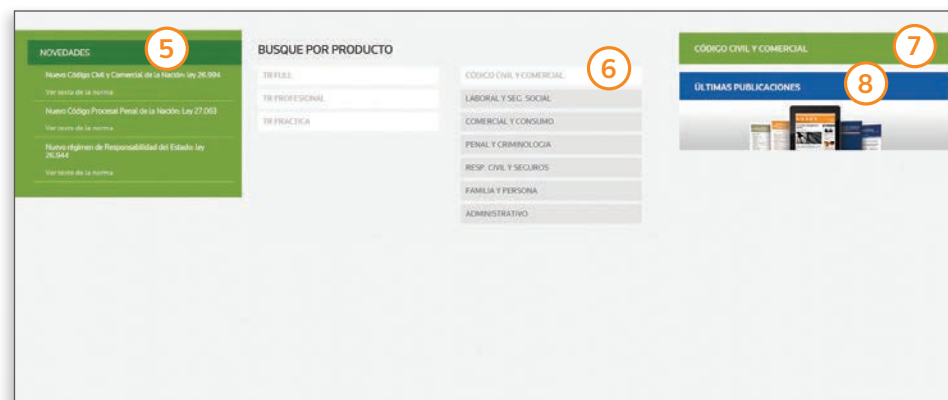 NOVEDADES
5
Nuevo Código Civil y Comercial de la Nación: ley 26.994
Ver texto de la norma
Nuevo Código Procesal Penal de la Nación: Ley 27.063
Ver texto de la norma
Nuevo régimen de Responsabilidad del Estado: ley
26.944
Ver texto de la norma
BUSQUE POR PRODUCTO
TR FULL
TR PROFESIONAL
TR PRACTICA
6
CÓDIGO CIVIL Y COMERCIAL
LABORAL Y SEG. SOCIAL
COMERCIAL Y CONSUMO
PENAL Y CRIMINOLOGIA
RESP. CIVIL Y SEGUROS
FAMILIA Y PERSONA
ADMINISTRATIVO
CÓDIGO CIVIL Y COMERCIAL
7
ÚLTIMAS PUBLICACIONES
8